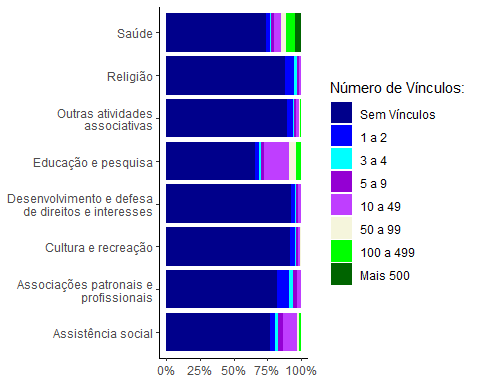 Saúde
Religião
Outras atividades
associativas
Educação e pesquisa
Desenvolvimento e defesa
de direitos e interesses
Cultura e recreação
Associações patronais e
profissionais
Assistência social
0%
25%
50%
75%
100%
Número de Vínculos:
Sem Vínculos
1 a 2
3 a 4
5 a 9
10 a 49
50 a 99
100 a 499
Mais 500